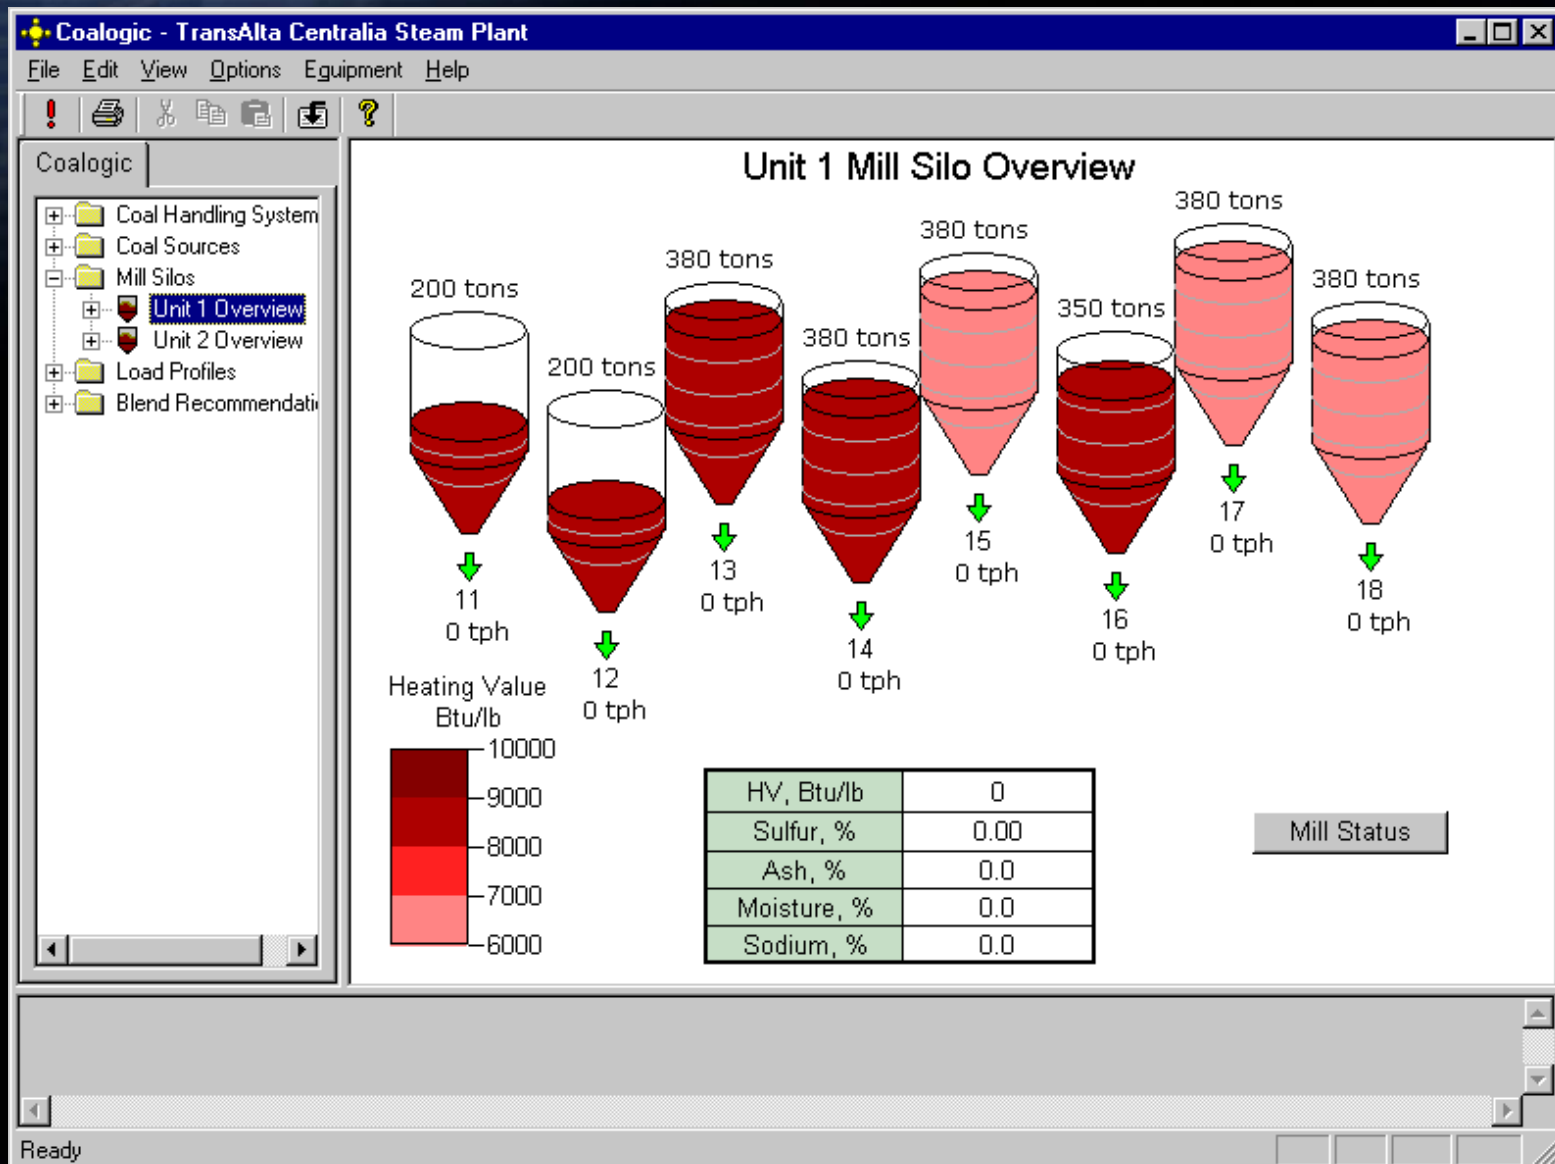 Coalogic - TransAlta Centralia Steam Plant
File Edit View Options Equipment Help
Coalogic
Coal Handling System
Coal Sources
Mill Silos
Unit 1 Overview
Unit 2 Overview
Load Profiles
Blend Recommendati
Unit 1 Mill Silo Overview
200 tons
11
0 tph
200 tons
12
0 tph
380 tons
13
0 tph
380 tons
14
0 tph
380 tons
15
0 tph
350 tons
16
0 tph
380 tons
17
0 tph
380 tons
18
0 tph
Heating Value
Btu/lb
10000
9000
8000
7000
6000
HV, Btu/lb 0
Sulfur, % 0.00
Ash, % 0.0
Moisture, % 0.0
Sodium, % 0.0
Mill Status
Ready